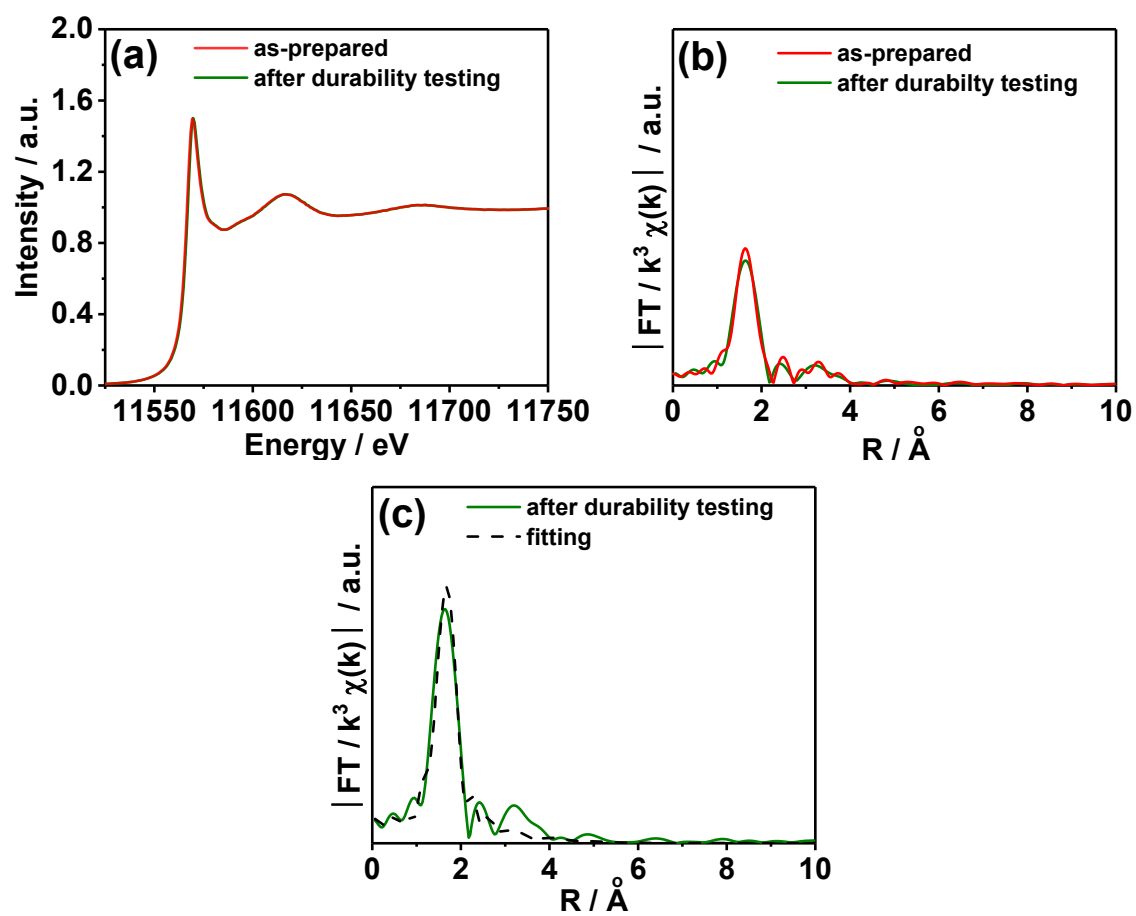 (a)
as-prepared
after durability testing
2.0
1.6
1.2
0.8
0.4
0.0
Intensity / a.u.
11550 11600 11650 11700 11750
Energy / eV
(b)
as-prepared
after durabilty testing
|FT / k³ χ(k)| / a.u.
0 2 4 6 8 10
R / Å
(c)
after durability testing
fitting
|FT / k³ χ(k)| / a.u.
0 2 4 6 8 10
R / Å